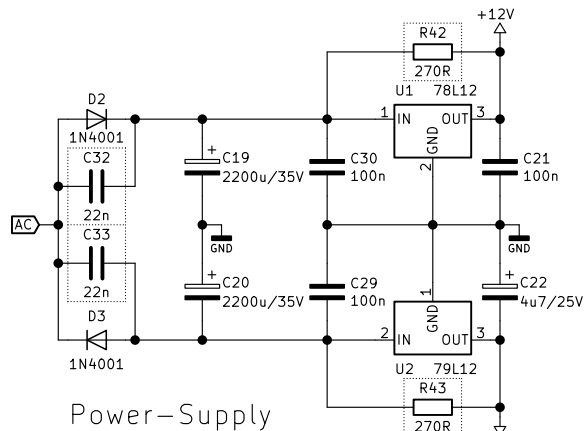 +12V
R42
270R
U1 78L12
D2
1 IN OUT 3
GND
2
1N4001
C32
22n
+
C19
2200u/35V
C30
100n
C21
100n
AC
GND
GND
C33
22n
+
C20
2200u/35V
C29
100n
+
C22
4u7/25V
1
GND
D3
2 IN OUT 3
1N4001
U2 79L12
R43
270R
Power-Supply